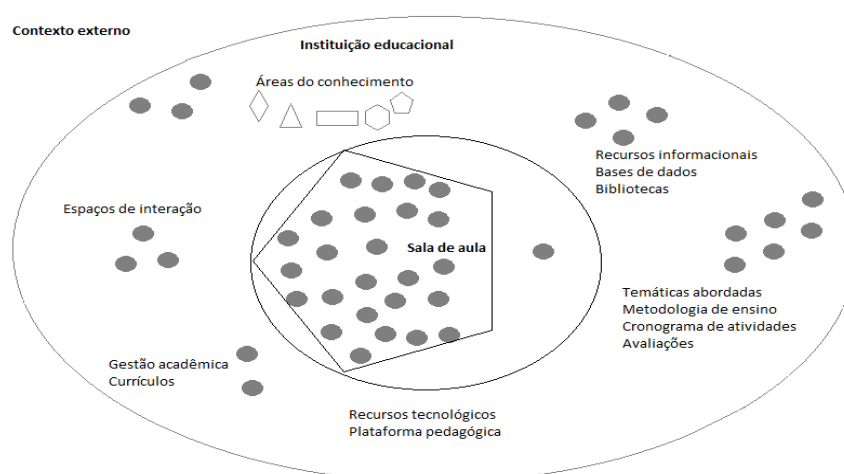 Contexto externo
Instituição educacional
Áreas do conhecimento
Recursos informacionais
Bases de dados
Bibliotecas
Espaços de interação
Sala de aula
Temáticas abordadas
Metodologia de ensino
Cronograma de atividades
Avaliações
Gestão acadêmica
Currículos
Recursos tecnológicos
Plataforma pedagógica